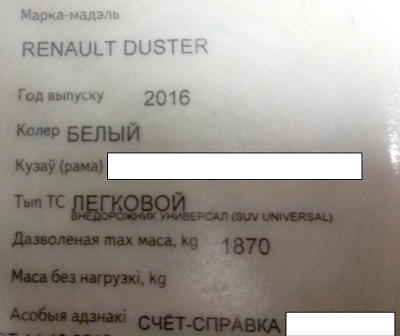 Марка-мадэль
RENAULT DUSTER
Год выпуску 2016
Колер БЕЛЫЙ
Кузаў (рама)
Тып ТС ЛЕГКОВОЙ
ВНЕДОРОЖНИК УНИВЕРСАЛ (SUV UNIVERSAL)
Дазволеная max маса, kg 1870
Маса без нагрузкі, kg
Асобыя адзнакі СЧЁТ-СПРАВКА
ОТ